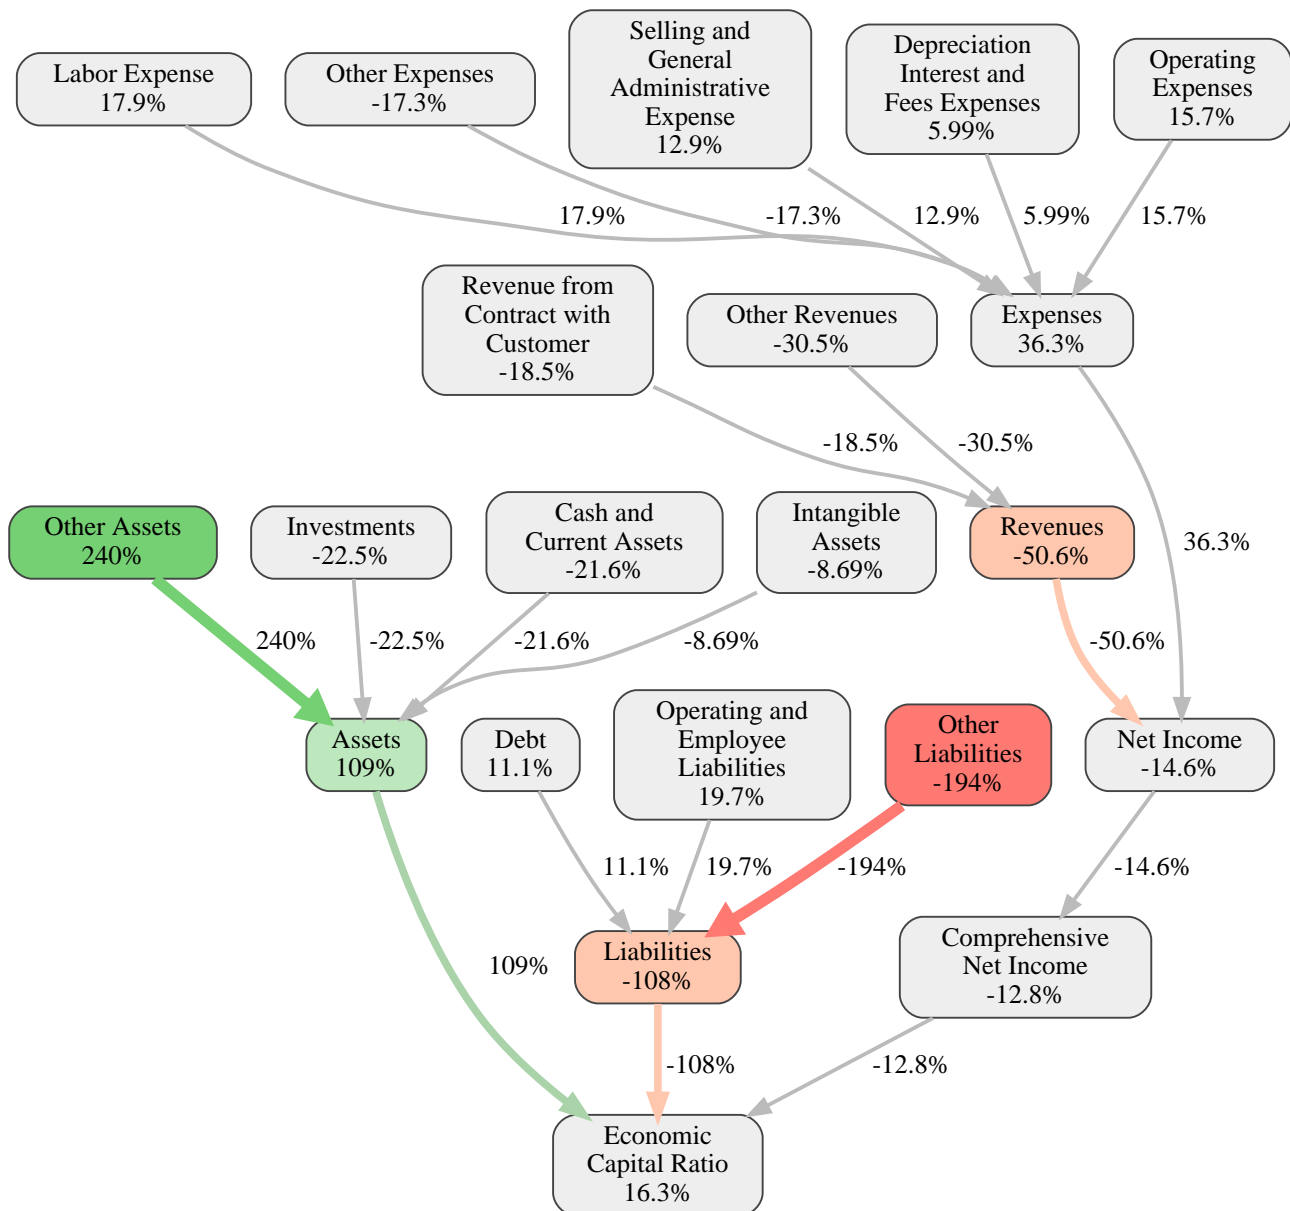 Labor Expense
17.9%
Other Expenses
-17.3%
Selling and
General
Administrative
Expense
12.9%
Depreciation
Interest and
Fees Expenses
5.99%
Operating
Expenses
15.7%
17.9%
-17.3%
12.9%
5.99%
15.7%
Revenue from
Contract with
Customer
-18.5%
Other Revenues
-30.5%
Expenses
36.3%
-18.5%
-30.5%
36.3%
Other Assets
240%
Investments
-22.5%
Cash and
Current Assets
-21.6%
Intangible
Assets
-8.69%
Revenues
-50.6%
240%
-22.5%
-21.6%
-8.69%
-50.6%
Assets
109%
Debt
11.1%
Operating and
Employee
Liabilities
19.7%
Other
Liabilities
-194%
Net Income
-14.6%
11.1%
19.7%
-194%
-14.6%
109%
Liabilities
-108%
Comprehensive
Net Income
-12.8%
-108%
-12.8%
Economic
Capital Ratio
16.3%